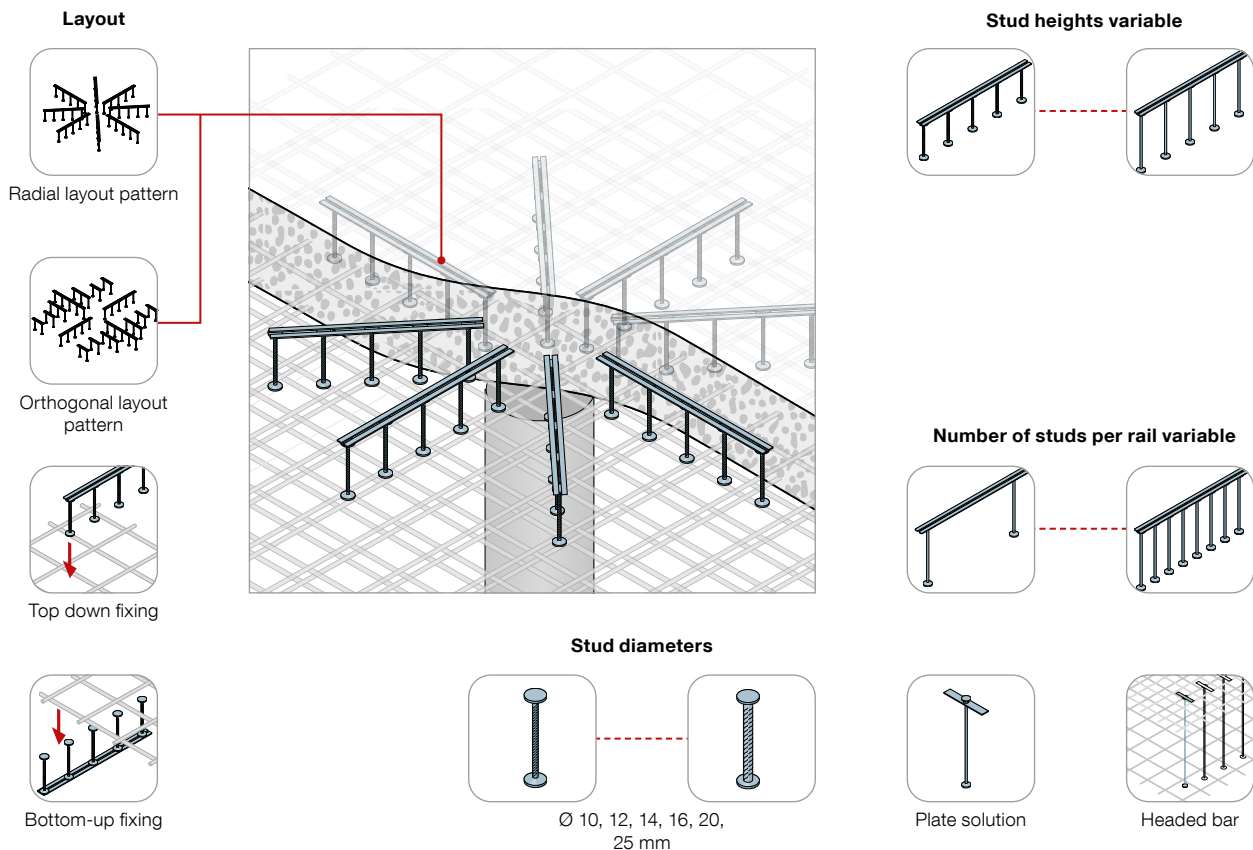 Layout
Radial layout pattern
Orthogonal layout
pattern
Top down fixing
Bottom-up fixing
Stud diameters
Ø 10, 12, 14, 16, 20,
25 mm
Stud heights variable
Number of studs per rail variable
Plate solution
Headed bar